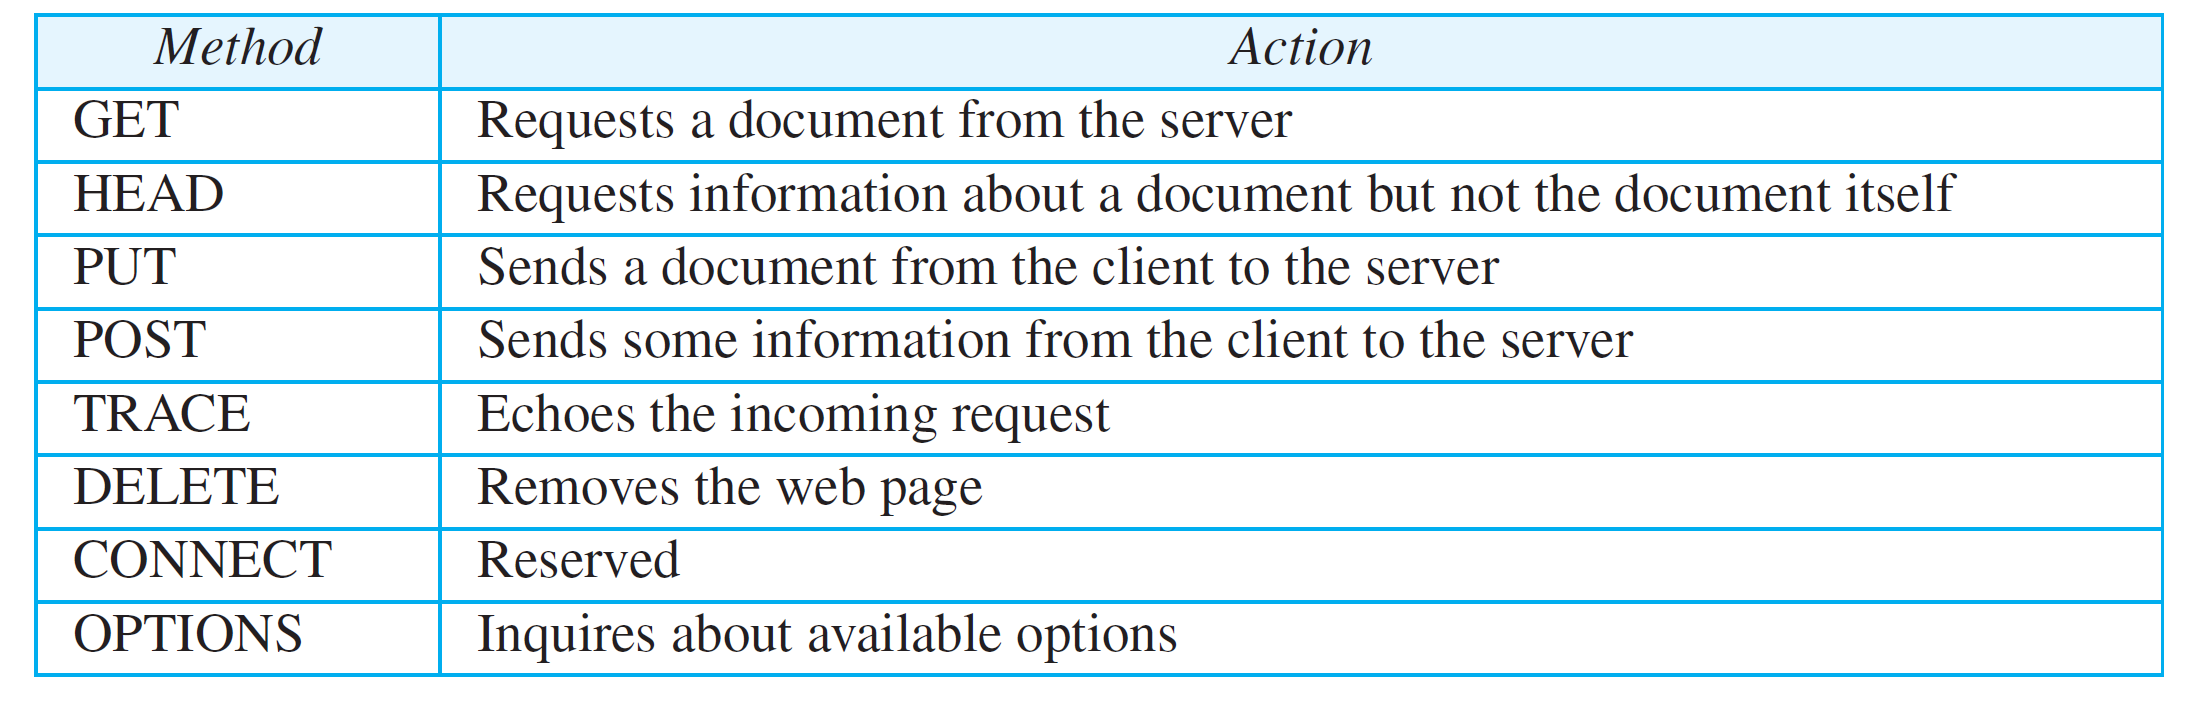 Method Action
GET Requests a document from the server
HEAD Requests information about a document but not the document itself
PUT Sends a document from the client to the server
POST Sends some information from the client to the server
TRACE Echoes the incoming request
DELETE Removes the web page
CONNECT Reserved
OPTIONS Inquires about available options